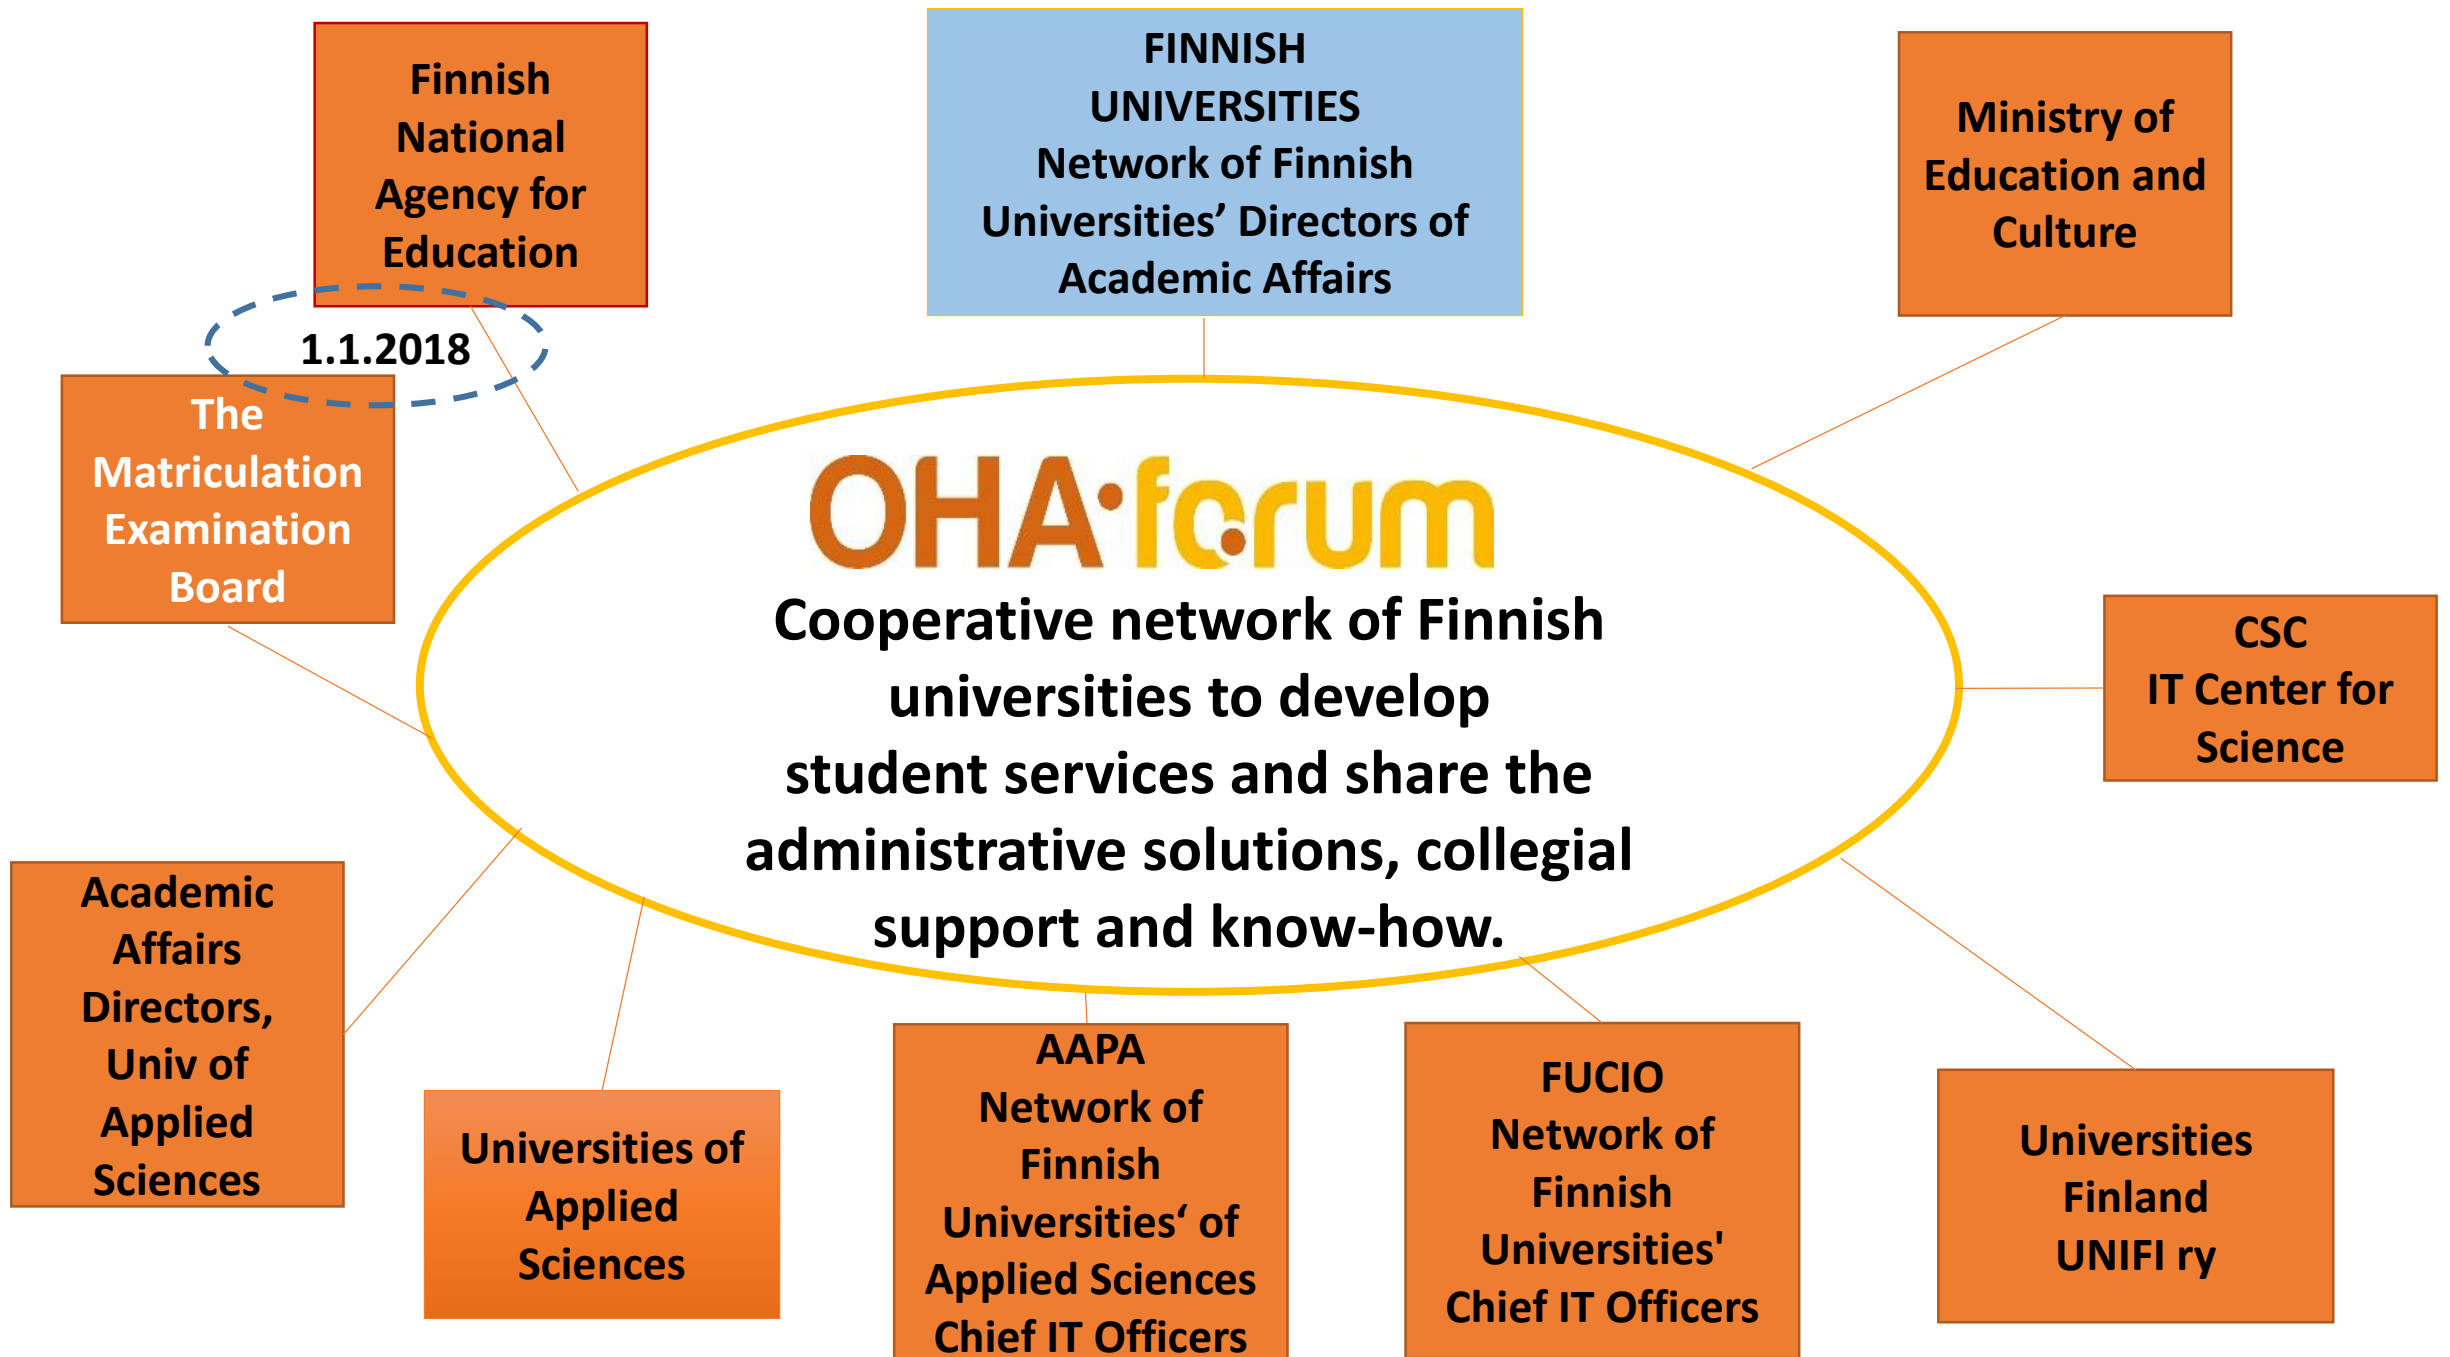 Finnish
National
Agency for
Education
FINNISH
UNIVERSITIES
Network of Finnish
Universities’ Directors of
Academic Affairs
Ministry of
Education and
Culture
1.1.2018
The
Matriculation
Examination
Board
OHA·forum
Cooperative network of Finnish
universities to develop
student services and share the
administrative solutions, collegial
support and know-how.
CSC
IT Center for
Science
Academic
Affairs
Directors,
Univ of
Applied
Sciences
Universities of
Applied
Sciences
AAPA
Network of
Finnish
Universities‘ of
Applied Sciences
Chief IT Officers
FUCIO
Network of
Finnish
Universities'
Chief IT Officers
Universities
Finland
UNIFI ry